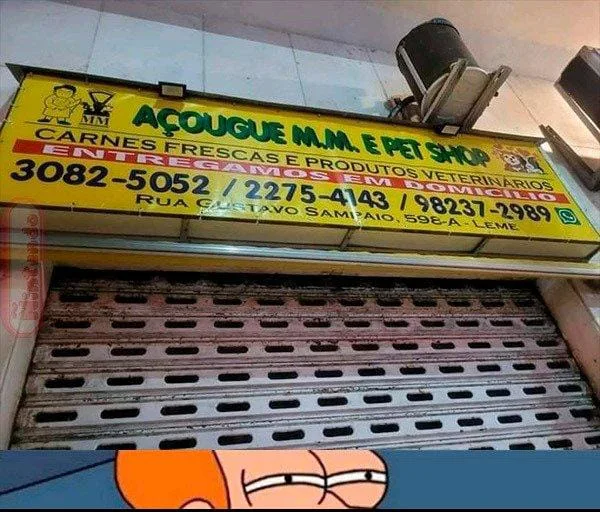 MM
AÇOUGUE M.M. E PET SHOP
CARNES FRESCAS E PRODUTOS VETERINÁRIOS
ENTREGAMOS EM DOMICÍLIO
3082-5052 / 2275-4143 / 98237-2989
RUA GUSTAVO SAMPAIO, 598-A - LEME
Nintendo